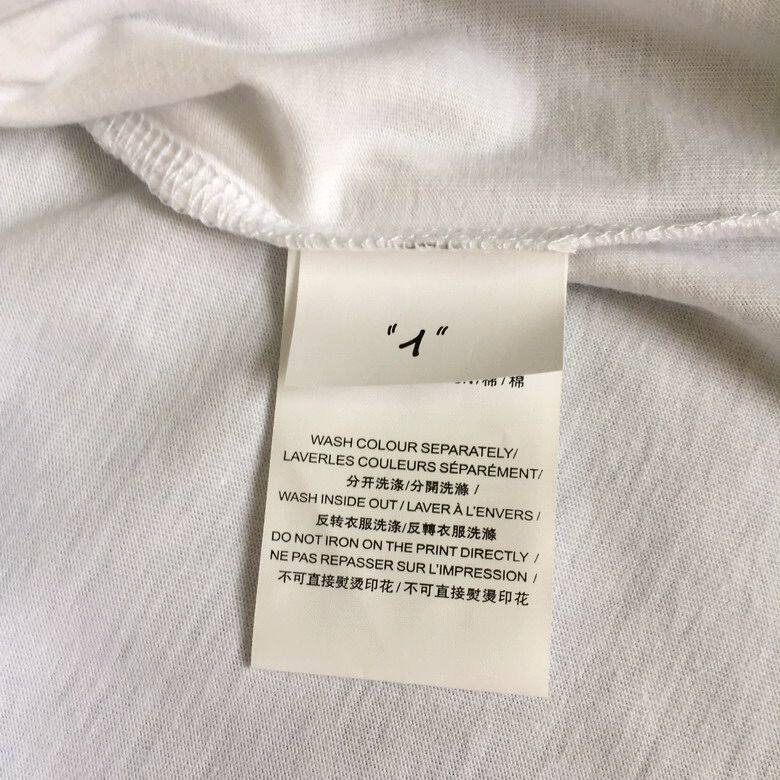 "1"
/棉/棉
WASH COLOUR SEPARATELY/
LAVERLES COULEURS SÉPARÉMENT/
分开洗涤/分開洗滌 /
WASH INSIDE OUT / LAVER À L'ENVERS /
反转衣服洗涤/反轉衣服洗滌
DO NOT IRON ON THE PRINT DIRECTLY /
NE PAS REPASSER SUR L'IMPRESSION /
不可直接熨烫印花/不可直接熨燙印花